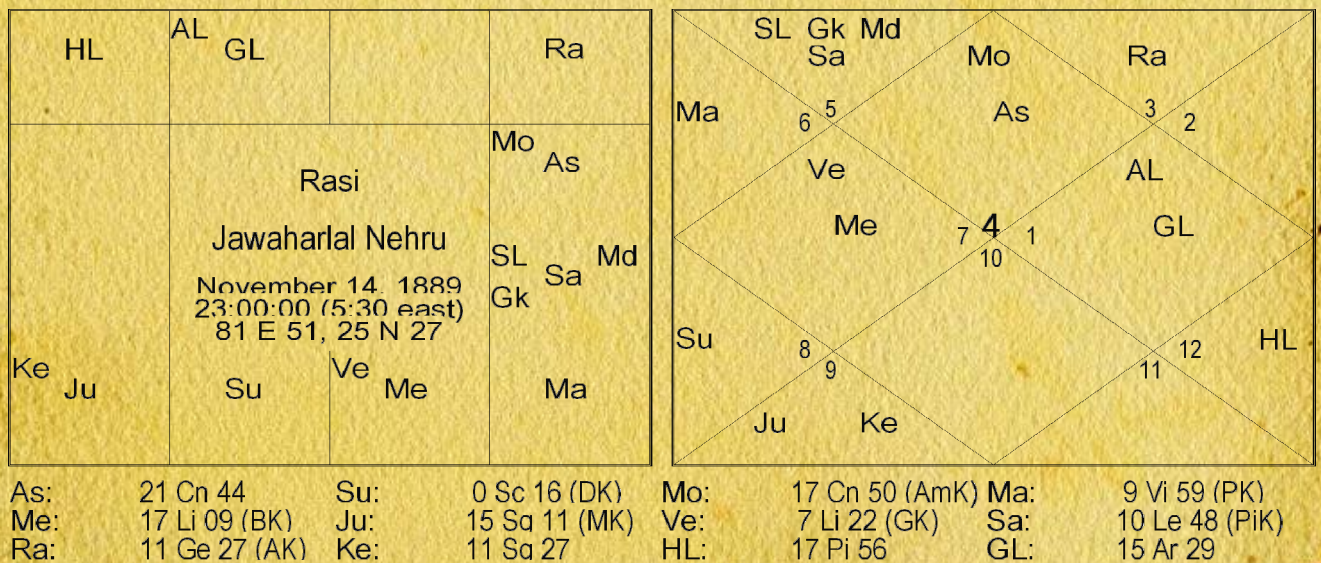 HL AL GL Ra
Mo As
Rasi
Jawaharlal Nehru
November 14, 1889
23:00:00 (5:30 east)
81 E 51, 25 N 27
SL Sa Md
Gk
Ke Ju Su Ve Me Ma
SL Gk Md
Sa Mo Ra
Ma 6 5 As 3 2
Ve AL
Me 7 4 1 GL
10
Su 8 9 12 11 HL
Ju Ke
As: 21 Cn 44 Su: 0 Sc 16 (DK) Mo: 17 Cn 50 (AmK) Ma: 9 Vi 59 (PK)
Me: 17 Li 09 (BK) Ju: 15 Sg 11 (MK) Ve: 7 Li 22 (GK) Sa: 10 Le 48 (PiK)
Ra: 11 Ge 27 (AK) Ke: 11 Sg 27 HL: 17 Pi 56 GL: 15 Ar 29